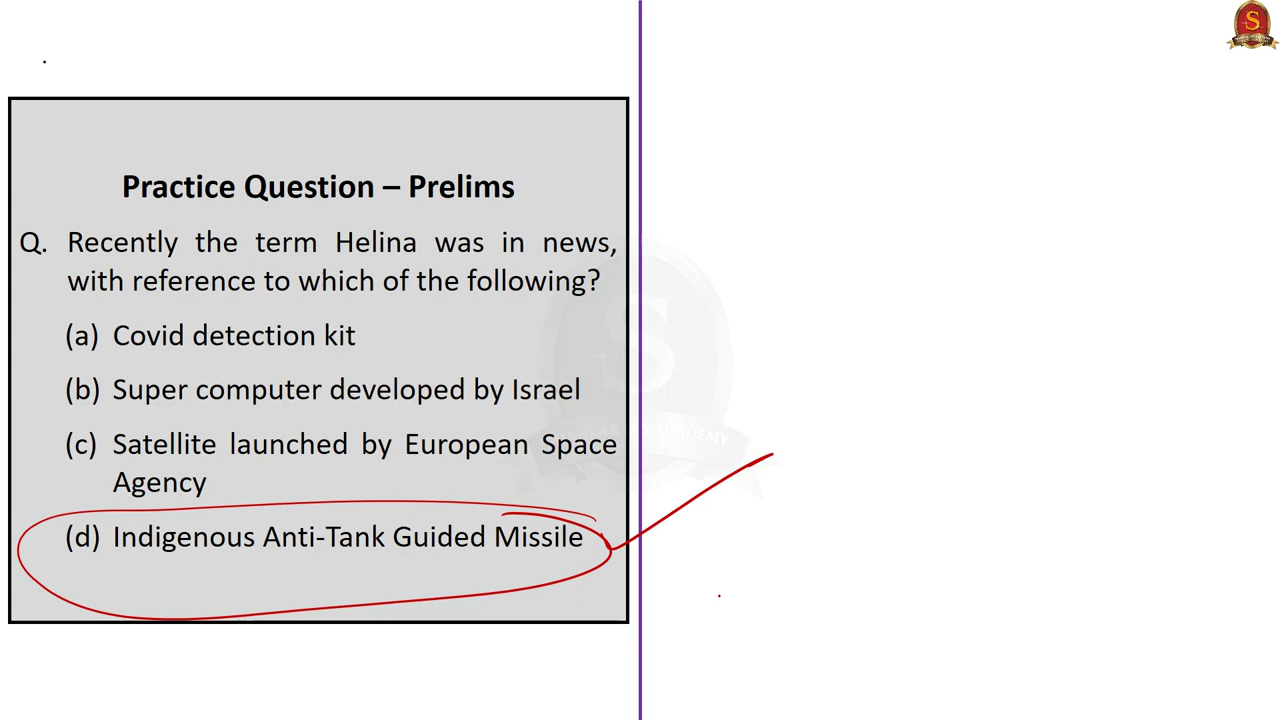 S
Practice Question – Prelims
Q. Recently the term Helina was in news,
with reference to which of the following?
(a) Covid detection kit
(b) Super computer developed by Israel
(c) Satellite launched by European Space
Agency
(d) Indigenous Anti-Tank Guided Missile